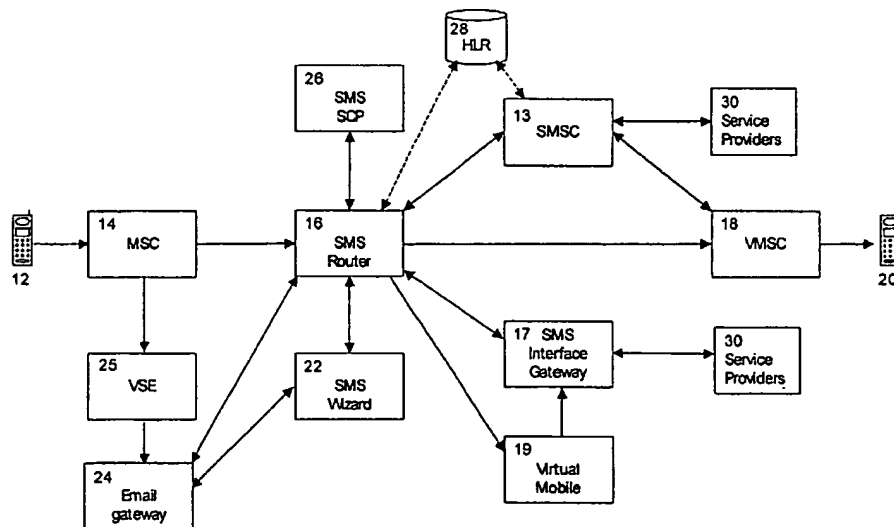 28
HLR
26
SMS
SCP
13
SMSC
30
Service
Providers
14
MSC
16
SMS
Router
18
VMSC
12
20
25
VSE
22
SMS
Wizard
17 SMS
Interface
Gateway
30
Service
Providers
24
Email
gateway
19
Virtual
Mobile